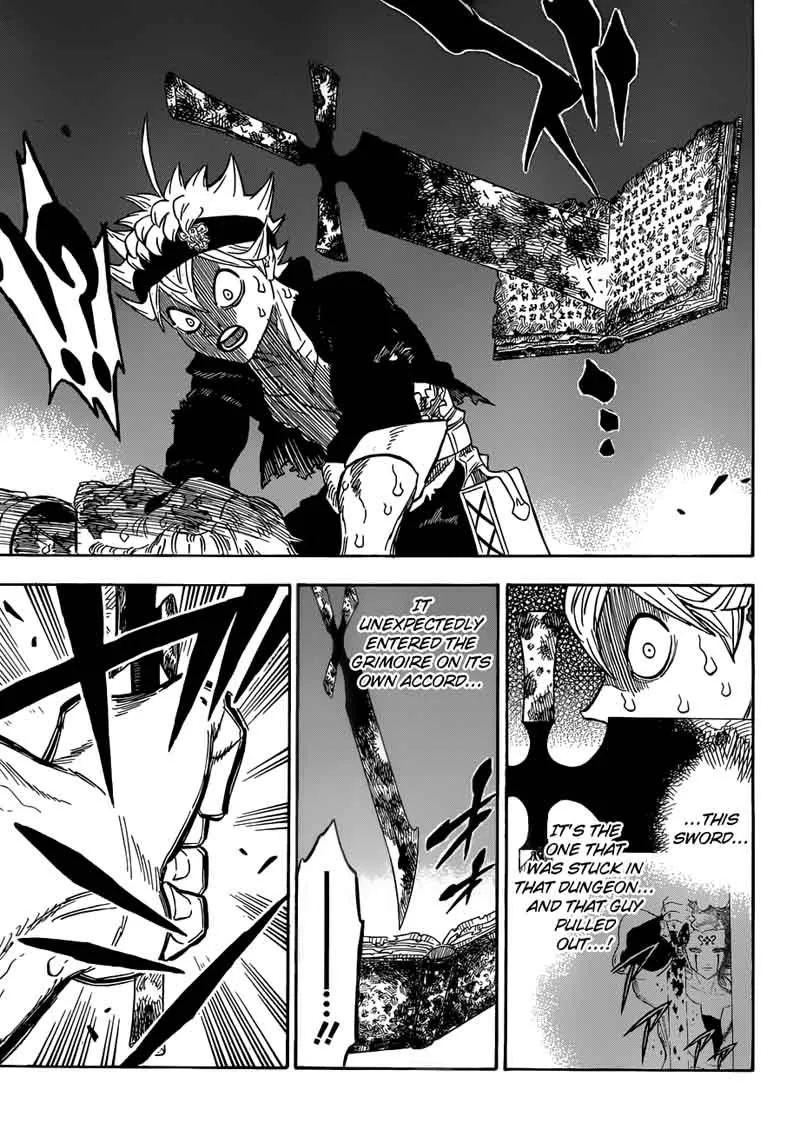 !?
...THIS
SWORD...
IT'S THE
ONE THAT
WAS STUCK IN
THAT DUNGEON...
AND THAT GUY
PULLED
OUT...!
IT
UNEXPECTEDLY
ENTERED THE
GRIMOIRE ON ITS
OWN ACCORD...
!!